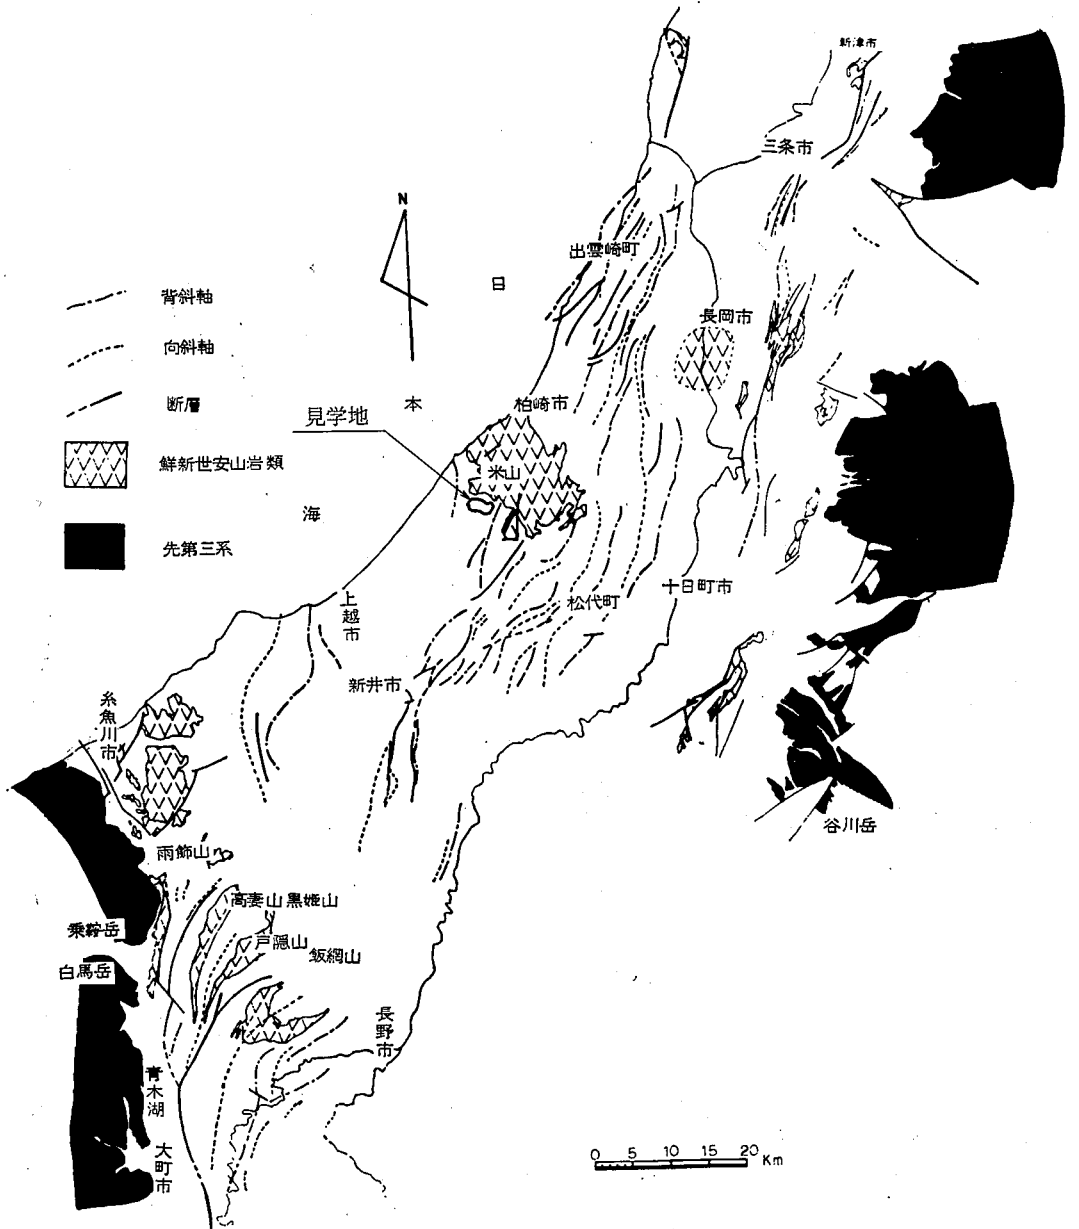 新津市
三条市
N
出雲崎町
日
背斜軸
長岡市
向斜軸
断層
本
柏崎市
見学地
鮮新世安山岩類
米山
海
先第三系
十日町市
松代町
上越市
新井市
糸魚川市
谷川岳
雨飾山
高妻山 黒姫山
乗鞍岳
戸隠山
飯綱山
白馬岳
長野市
青木湖
大町市
0 5 10 15 20 Km